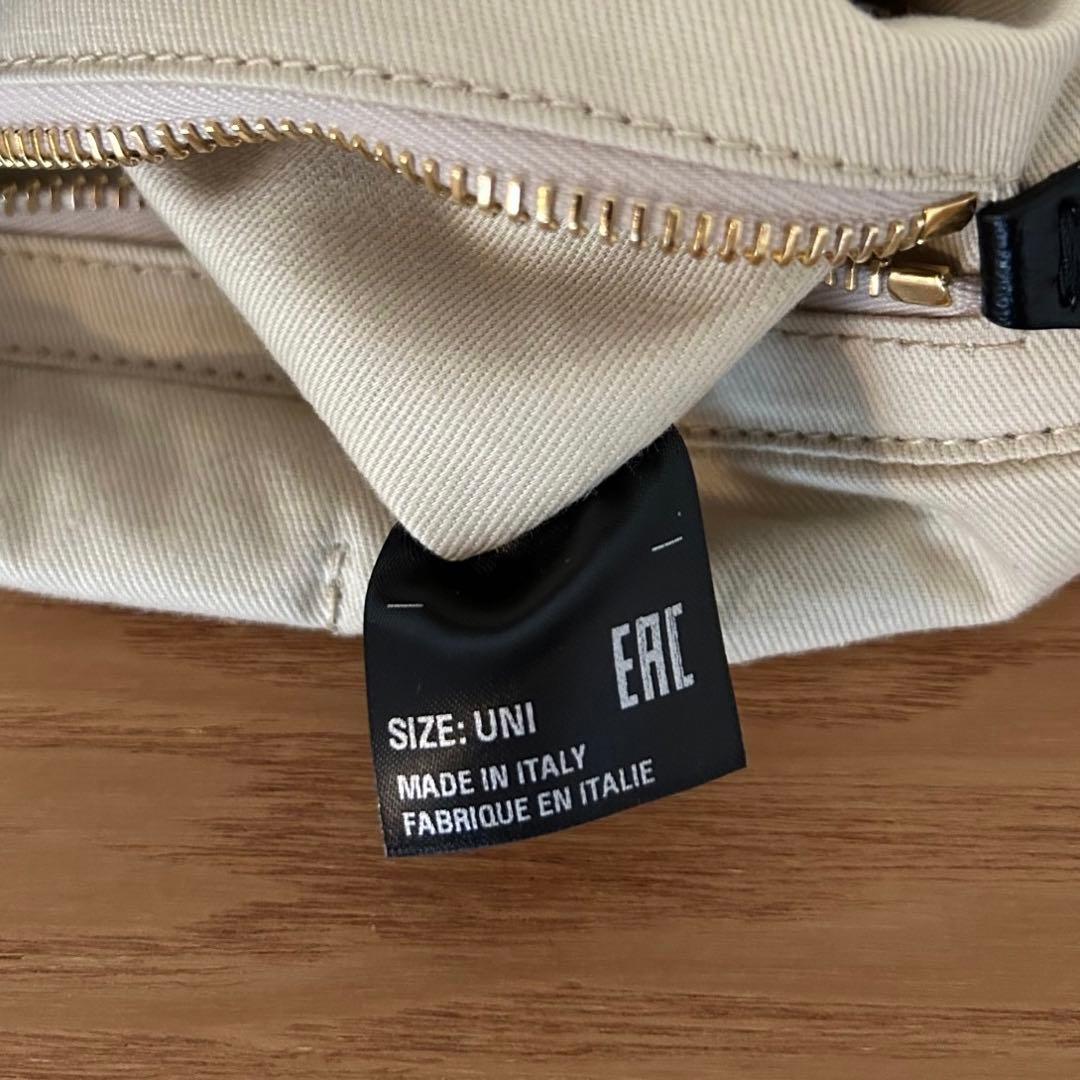 EAC
SIZE: UNI
MADE IN ITALY
FABRIQUE EN ITALIE